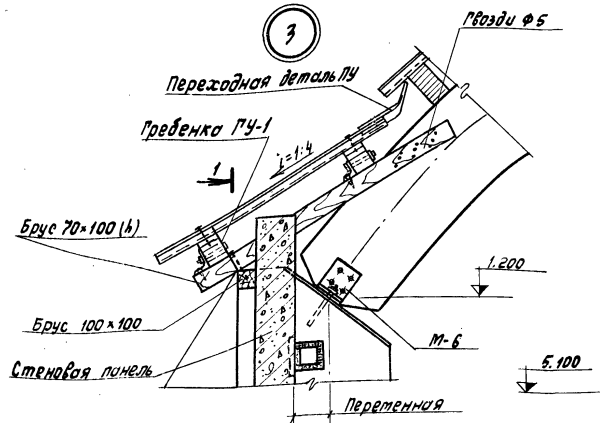 3
Гвозди Ф5
Переходная деталь ПУ
Гребенка ГУ-1
i=1:4
1
Брус 70×100(h)
1.200
Брус 100×100
М-6
Стеновая панель
5.100
Переменная